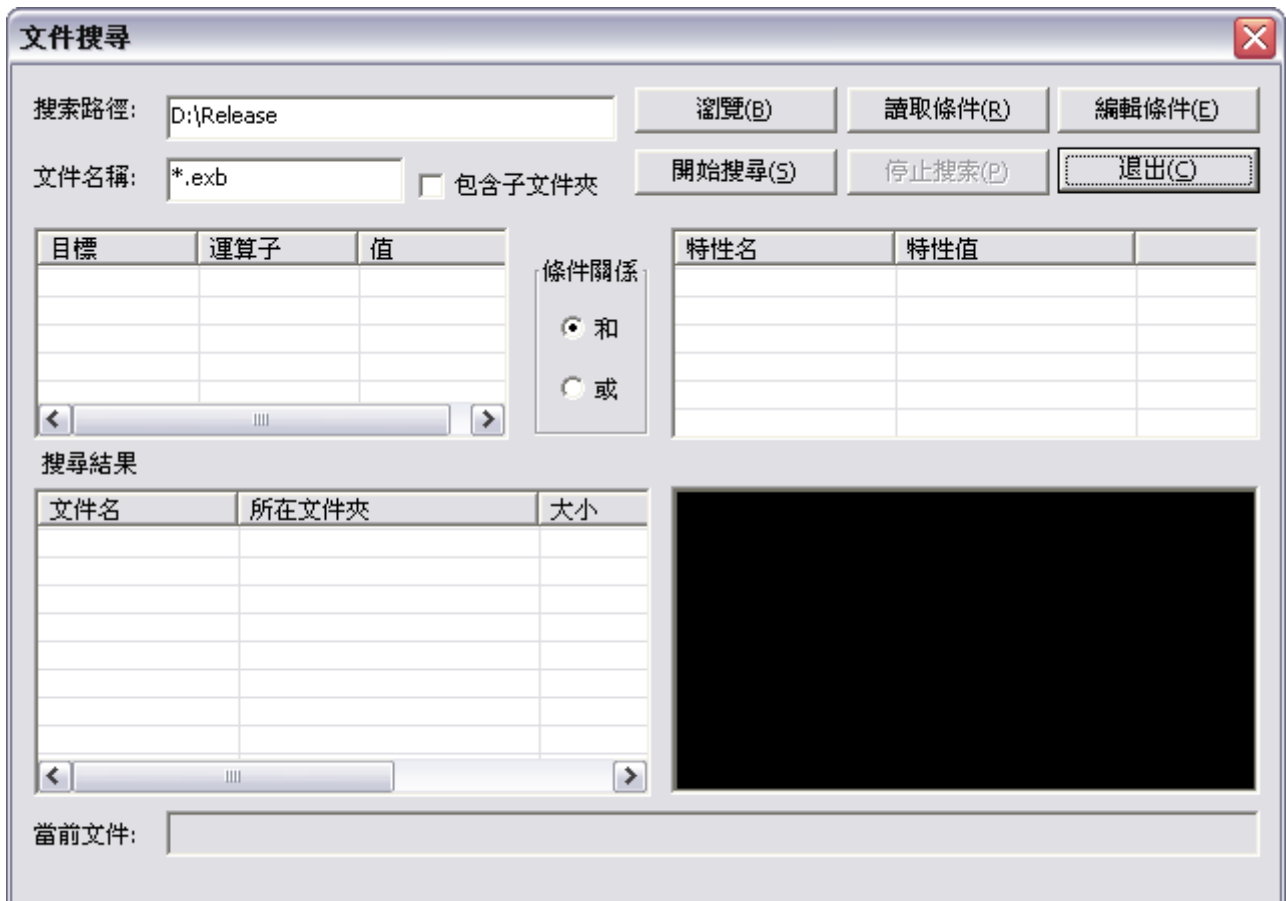 文件搜尋
搜索路徑: D:\Release 瀏覽(B) 讀取條件(R) 編輯條件(E)
文件名稱: *.exb 包含子文件夾 開始搜尋(S) 停止搜索(P) 退出(C)
目標 運算子 值 條件關係 特性名 特性值
和
或
搜尋結果
文件名 所在文件夾 大小
當前文件: